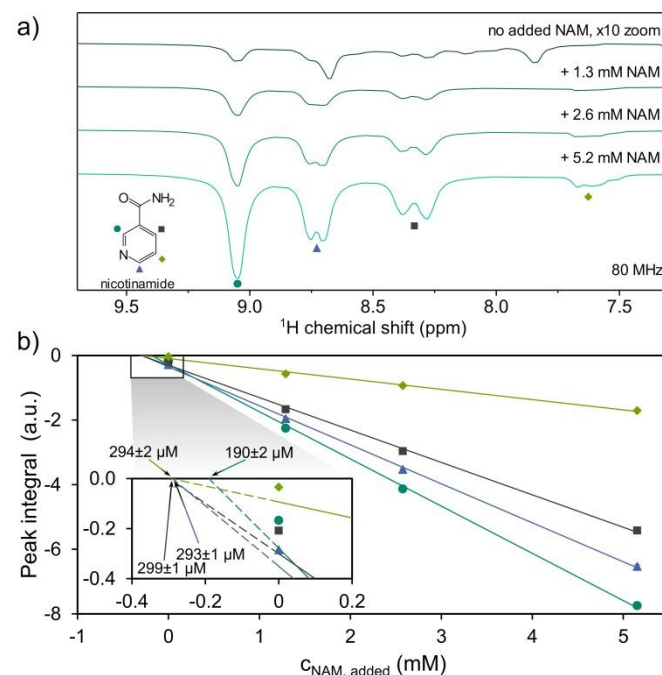 a)
no added NAM, x10 zoom
+ 1.3 mM NAM
+ 2.6 mM NAM
+ 5.2 mM NAM
O
NH₂
N
nicotinamide
80 MHz
9.5 9.0 8.5 8.0 7.5
¹H chemical shift (ppm)
b)
0
-2
-4
-6
-8
Peak integral (a.u.)
294±2 µM
190±2 µM
0.0
-0.2
-0.4
293±1 µM
299±1 µM
-0.4 -0.2 0 0.2
-1 0 1 2 3 4 5 6
cNAM, added (mM)